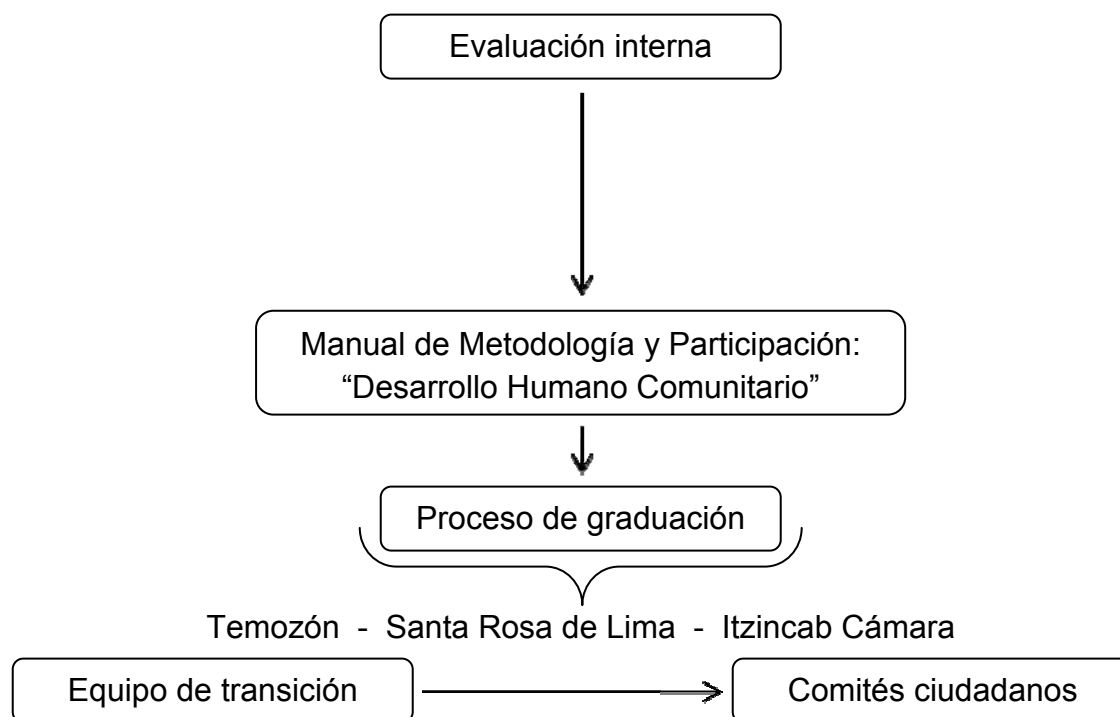 Evaluación interna
Manual de Metodología y Participación:
“Desarrollo Humano Comunitario”
Proceso de graduación
Temozón - Santa Rosa de Lima - Itzincab Cámara
Equipo de transición
Comités ciudadanos